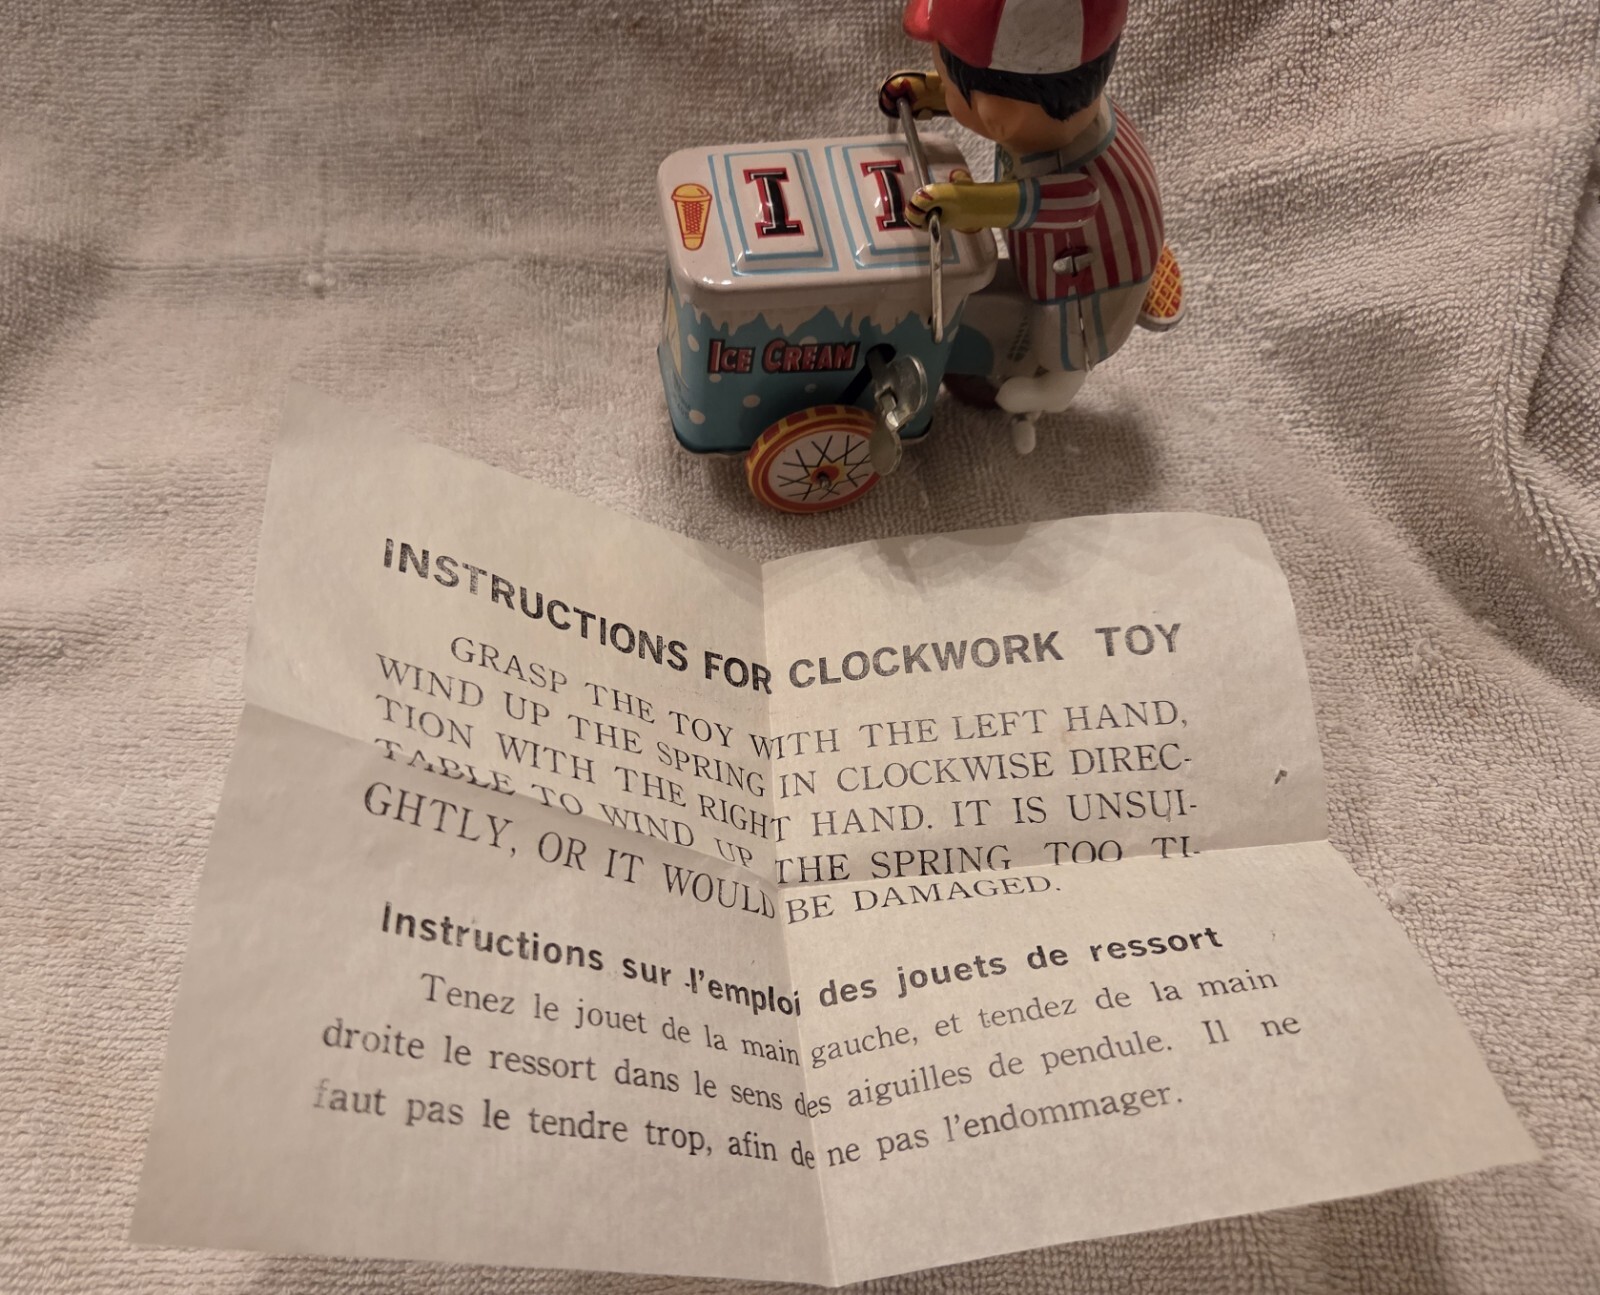 I I
ICE CREAM
INSTRUCTIONS FOR CLOCKWORK TOY
GRASP THE TOY WITH THE LEFT HAND,
WIND UP THE SPRING IN CLOCKWISE DIREC-
TION WITH THE RIGHT HAND. IT IS UNSUI-
TABLE TO WIND UP THE SPRING TOO TI-
GHTLY, OR IT WOULD BE DAMAGED.
Instructions sur l'emploi des jouets de ressort
Tenez le jouet de la main gauche, et tendez de la main
droite le ressort dans le sens des aiguilles de pendule. Il ne
faut pas le tendre trop, afin de ne pas l'endommager.